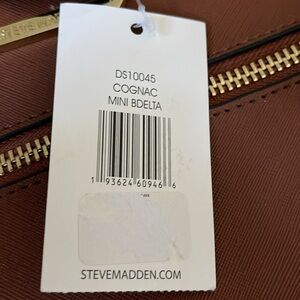 DS10045
COGNAC
MINI BDELTA
1 93624 60946 6
STEVEMADDEN.COM